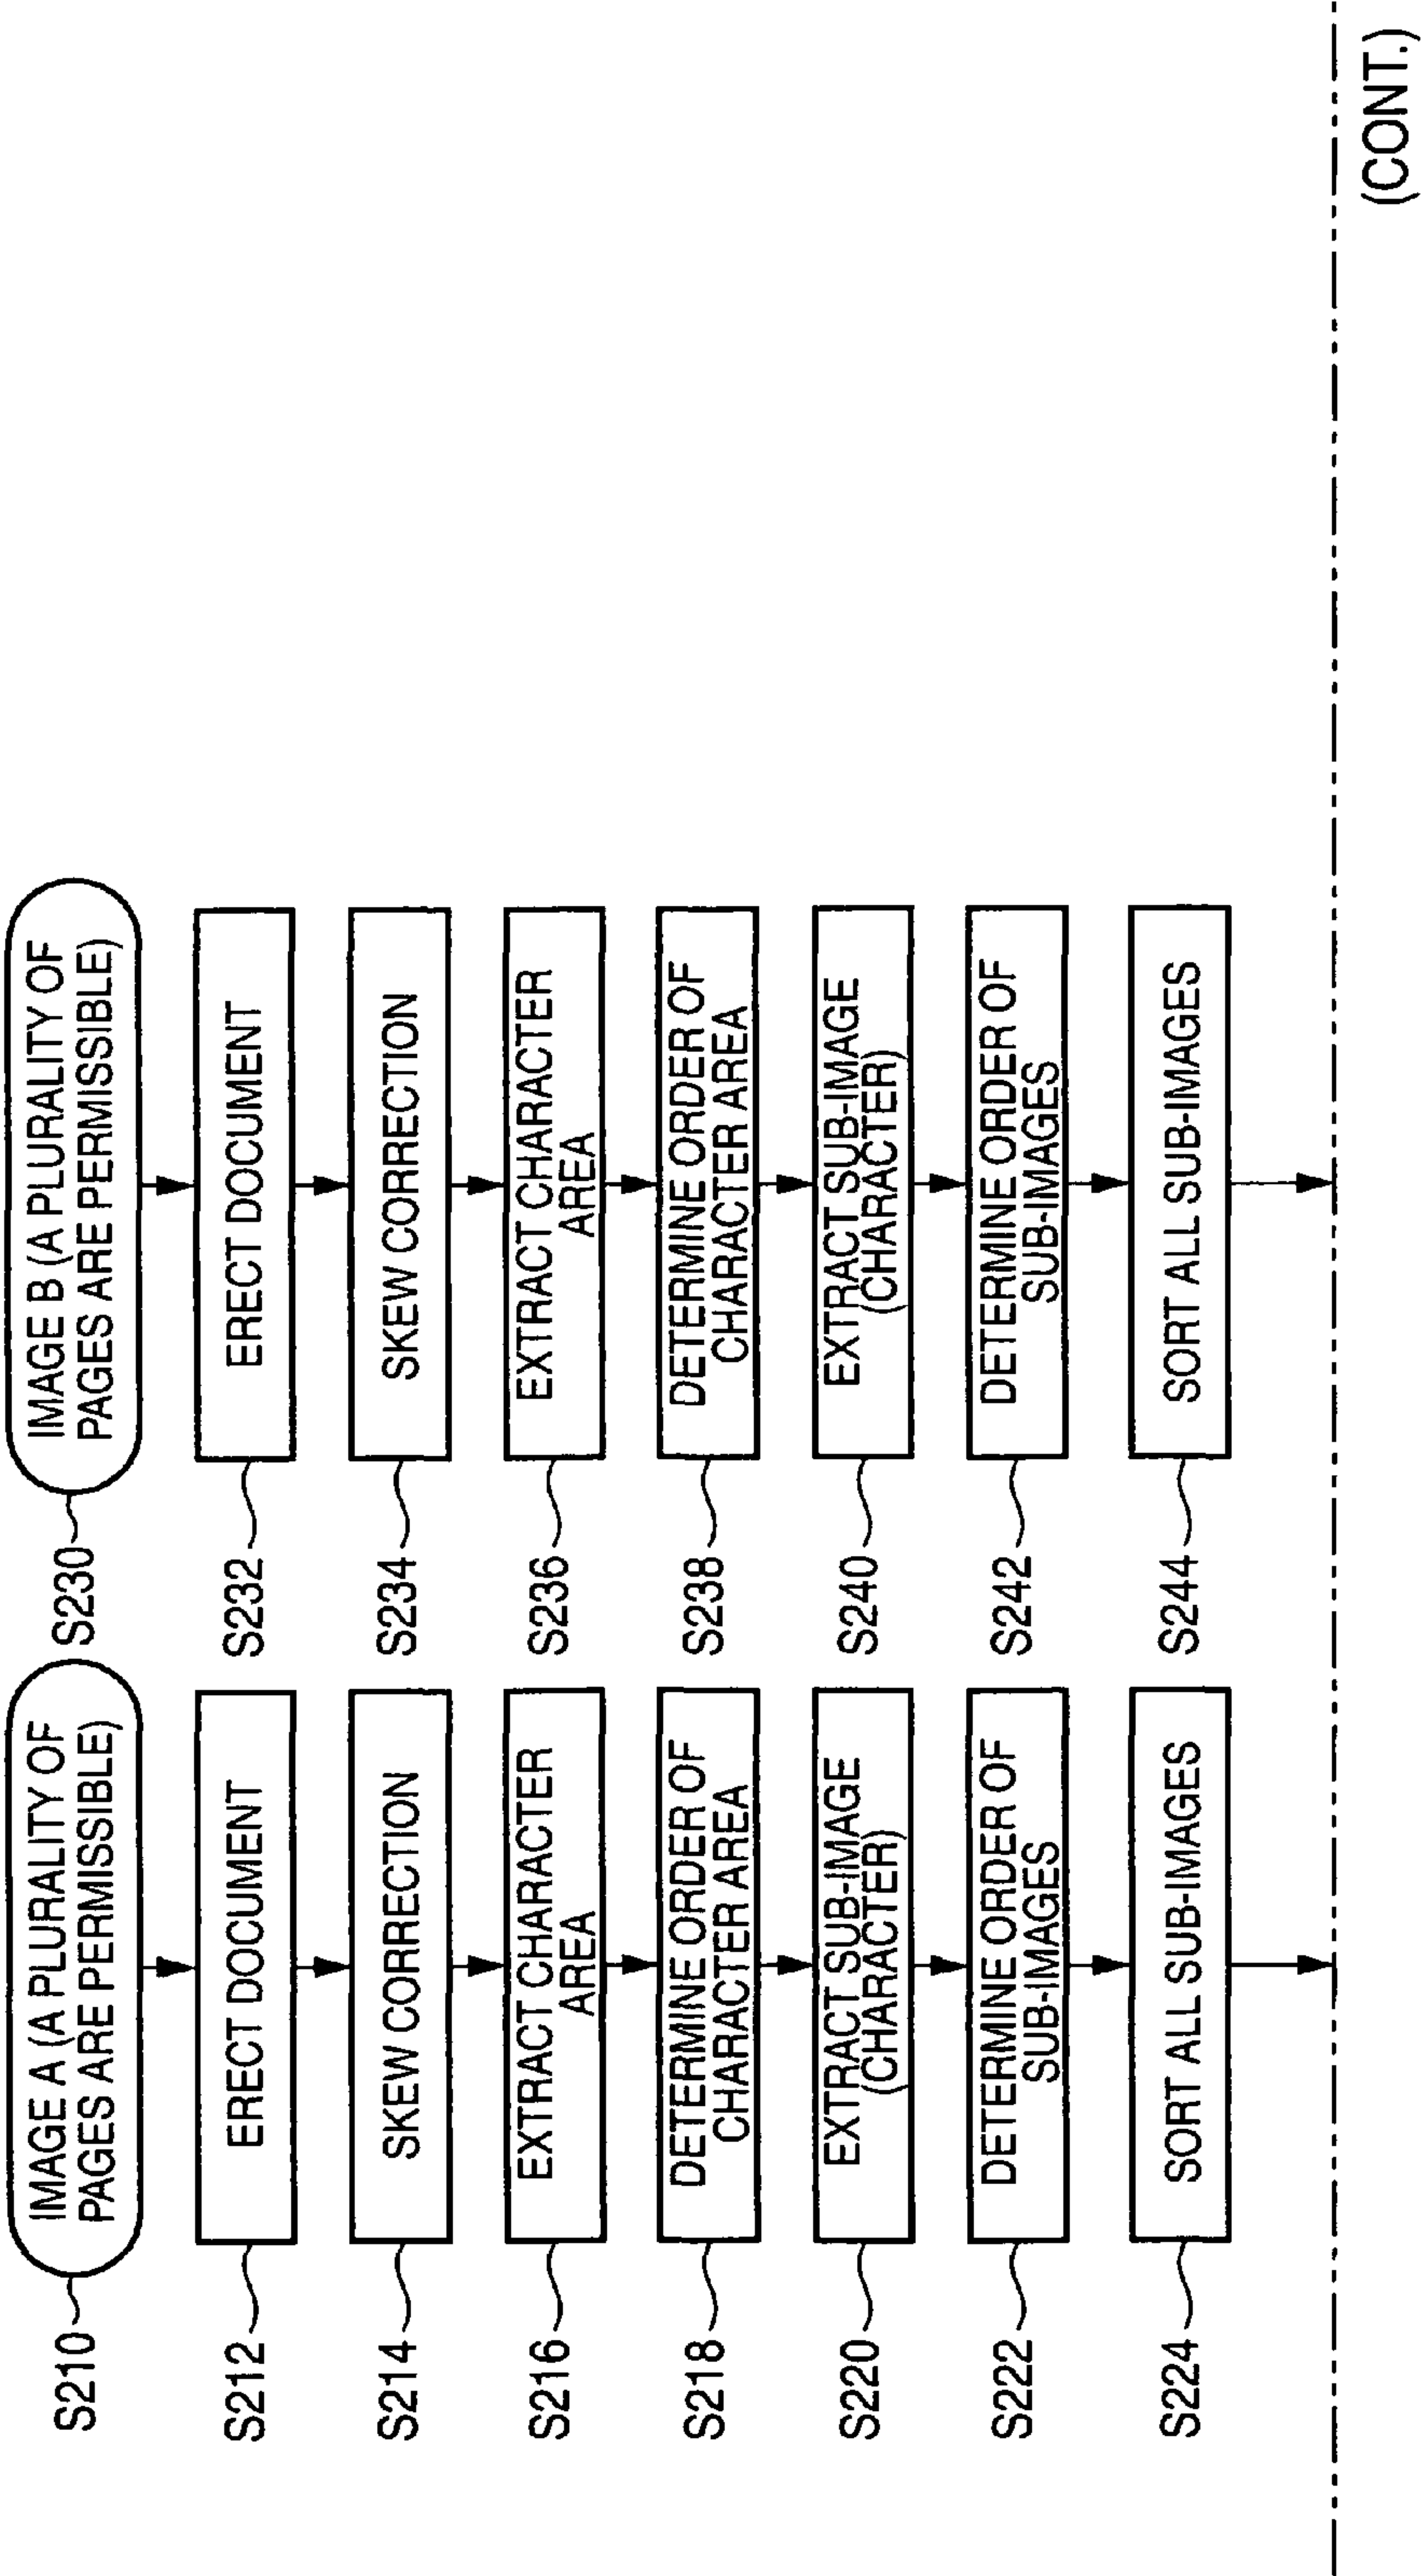 S210
IMAGE A (A PLURALITY OF
PAGES ARE PERMISSIBLE)
S212
ERECT DOCUMENT
S214
SKEW CORRECTION
S216
EXTRACT CHARACTER
AREA
S218
DETERMINE ORDER OF
CHARACTER AREA
S220
EXTRACT SUB-IMAGE
(CHARACTER)
S222
DETERMINE ORDER OF
SUB-IMAGES
S224
SORT ALL SUB-IMAGES
S230
IMAGE B (A PLURALITY OF
PAGES ARE PERMISSIBLE)
S232
ERECT DOCUMENT
S234
SKEW CORRECTION
S236
EXTRACT CHARACTER
AREA
S238
DETERMINE ORDER OF
CHARACTER AREA
S240
EXTRACT SUB-IMAGE
(CHARACTER)
S242
DETERMINE ORDER OF
SUB-IMAGES
S244
SORT ALL SUB-IMAGES
(CONT.)